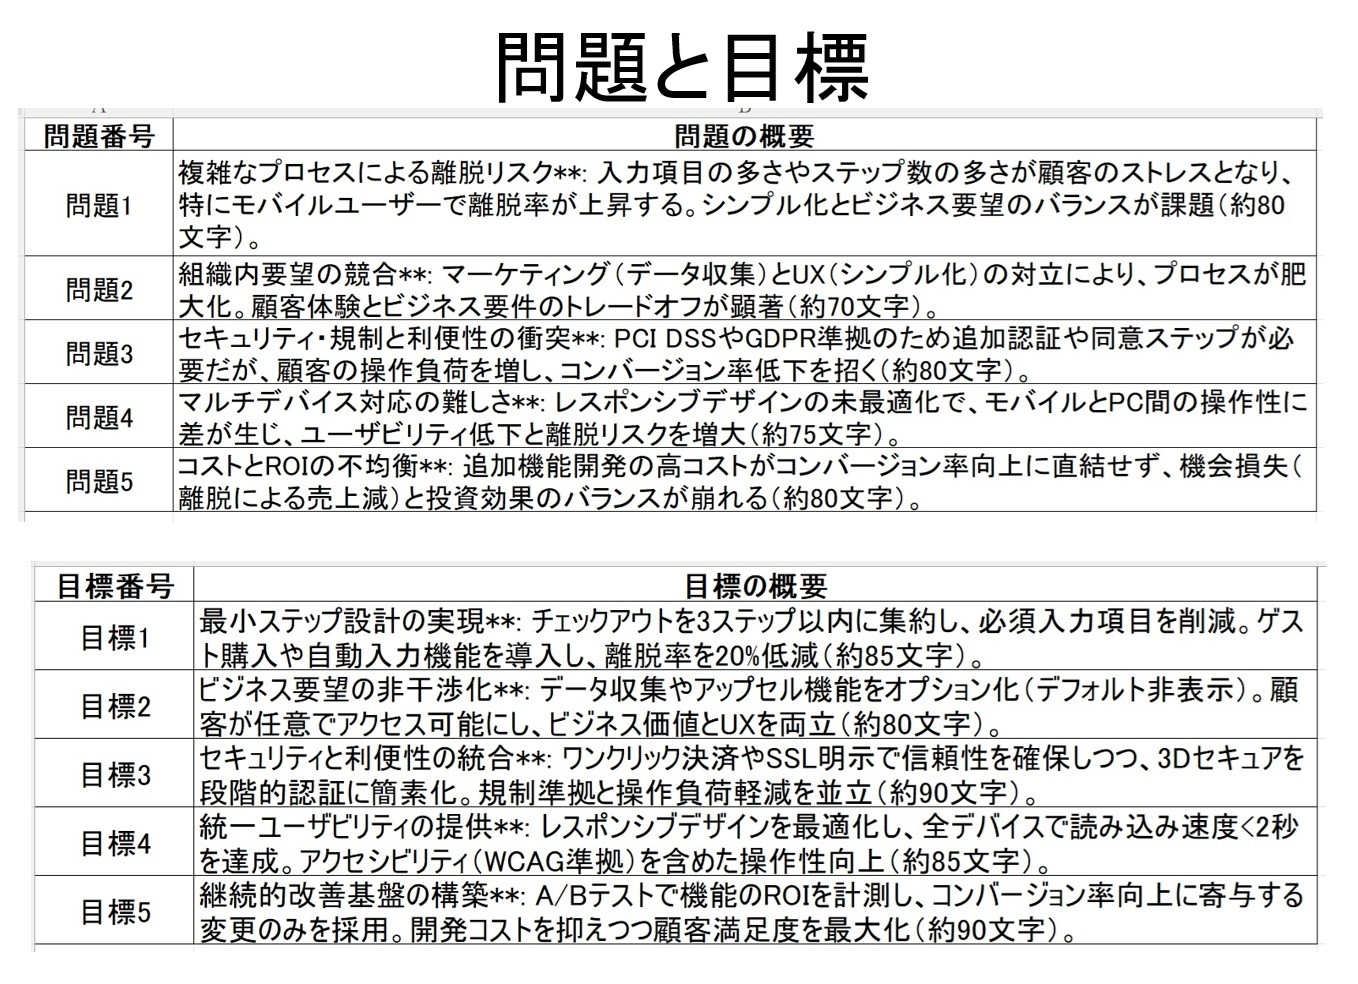 問題と目標
問題番号 問題の概要
問題1
複雑なプロセスによる離脱リスク**: 入力項目の多さやステップ数の多さが顧客のストレスとなり、
特にモバイルユーザーで離脱率が上昇する。シンプル化とビジネス要望のバランスが課題（約80
文字）。
問題2
組織内要望の競合**: マーケティング（データ収集）とUX（シンプル化）の対立により、プロセスが肥
大化。顧客体験とビジネス要件のトレードオフが顕著（約70文字）。
問題3
セキュリティ・規制と利便性の衝突**: PCI DSSやGDPR準拠のため追加認証や同意ステップが必
要だが、顧客の操作負荷を増し、コンバージョン率低下を招く（約80文字）。
問題4
マルチデバイス対応の難しさ**: レスポンシブデザインの未最適化で、モバイルとPC間の操作性に
差が生じ、ユーザビリティ低下と離脱リスクを増大（約75文字）。
問題5
コストとROIの不均衡**: 追加機能開発の高コストがコンバージョン率向上に直結せず、機会損失（
離脱による売上減）と投資効果のバランスが崩れる（約80文字）。
目標番号 目標の概要
目標1
最小ステップ設計の実現**: チェックアウトを3ステップ以内に集約し、必須入力項目を削減。ゲス
ト購入や自動入力機能を導入し、離脱率を20%低減（約85文字）。
目標2
ビジネス要望の非干渉化**: データ収集やアップセル機能をオプション化（デフォルト非表示）。顧
客が任意でアクセス可能にし、ビジネス価値とUXを両立（約80文字）。
目標3
セキュリティと利便性の統合**: ワンクリック決済やSSL明示で信頼性を確保しつつ、3Dセキュアを
段階的認証に簡素化。規制準拠と操作負荷軽減を並立（約90文字）。
目標4
統一ユーザビリティの提供**: レスポンシブデザインを最適化し、全デバイスで読み込み速度<2秒
を達成。アクセシビリティ（WCAG準拠）を含めた操作性向上（約85文字）。
目標5
継続的改善基盤の構築**: A/Bテストで機能のROIを計測し、コンバージョン率向上に寄与する
変更のみを採用。開発コストを抑えつつ顧客満足度を最大化（約90文字）。